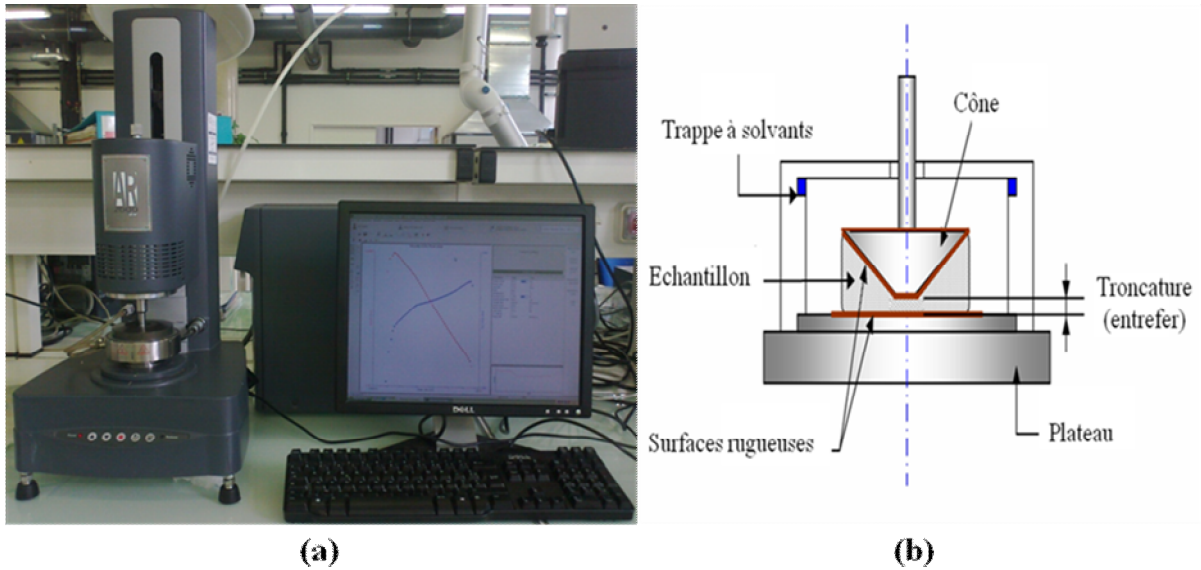 AR
DELL
Cône
Trappe à solvants
Echantillon
Troncature
(entrefer)
Surfaces rugueuses
Plateau
(a)
(b)